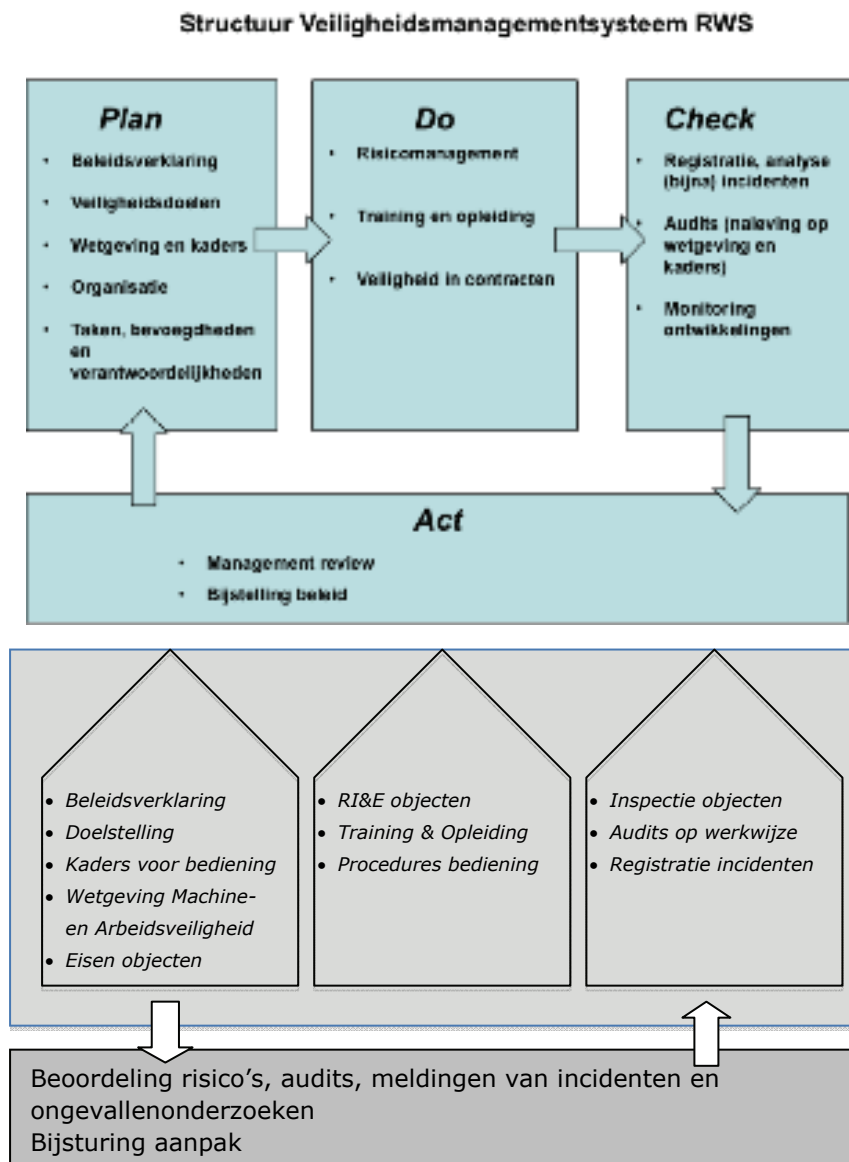 Structuur Veiligheidsmanagementsysteem RWS
Plan
• Beleidsverklaring
• Veiligheidsdoelen
• Wetgeving en kaders
• Organisatie
• Taken, bevoegdheden
en
verantwoordelijkheden
Do
• Risicomanagement
• Training en opleiding
• Veiligheid in contracten
Check
• Registratie, analyse
(bijna) incidenten
• Audits (naleving op
wetgeving en
kaders)
• Monitoring
ontwikkelingen
Act
• Management review
• Bijstelling beleid
• Beleidsverklaring
• Doelstelling
• Kaders voor bediening
• Wetgeving Machine-
en Arbeidsveiligheid
• Eisen objecten
• RI&E objecten
• Training & Opleiding
• Procedures bediening
• Inspectie objecten
• Audits op werkwijze
• Registratie incidenten
Beoordeling risico's, audits, meldingen van incidenten en
ongevallenonderzoeken
Bijsturing aanpak